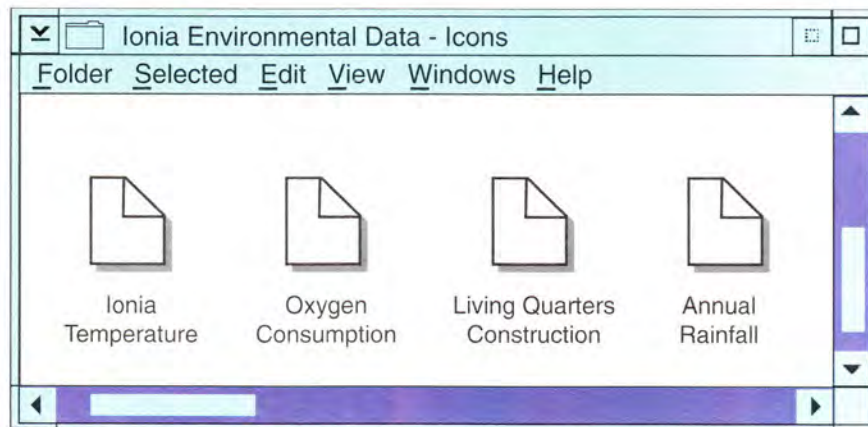 Ionia Environmental Data - Icons
Folder Selected Edit View Windows Help
Ionia Temperature
Oxygen Consumption
Living Quarters Construction
Annual Rainfall